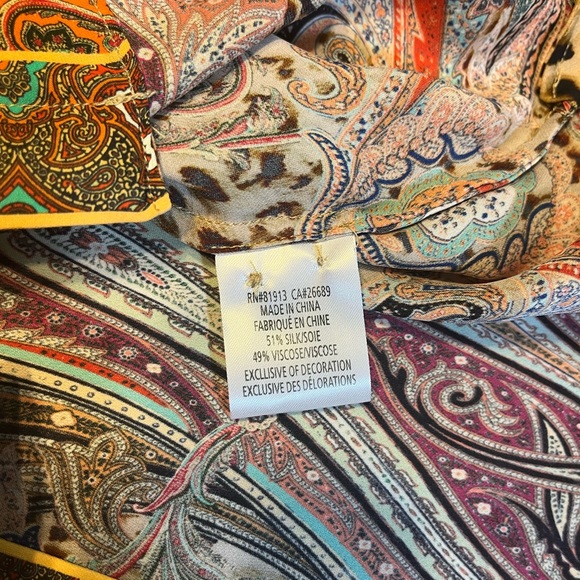 RN#81913 CA#26689
MADE IN CHINA
FABRIQUÉ EN CHINE
51% SILK/SOIE
49% VISCOSE/VISCOSE
EXCLUSIVE OF DECORATION
EXCLUSIVE DES DÉLORATIONS